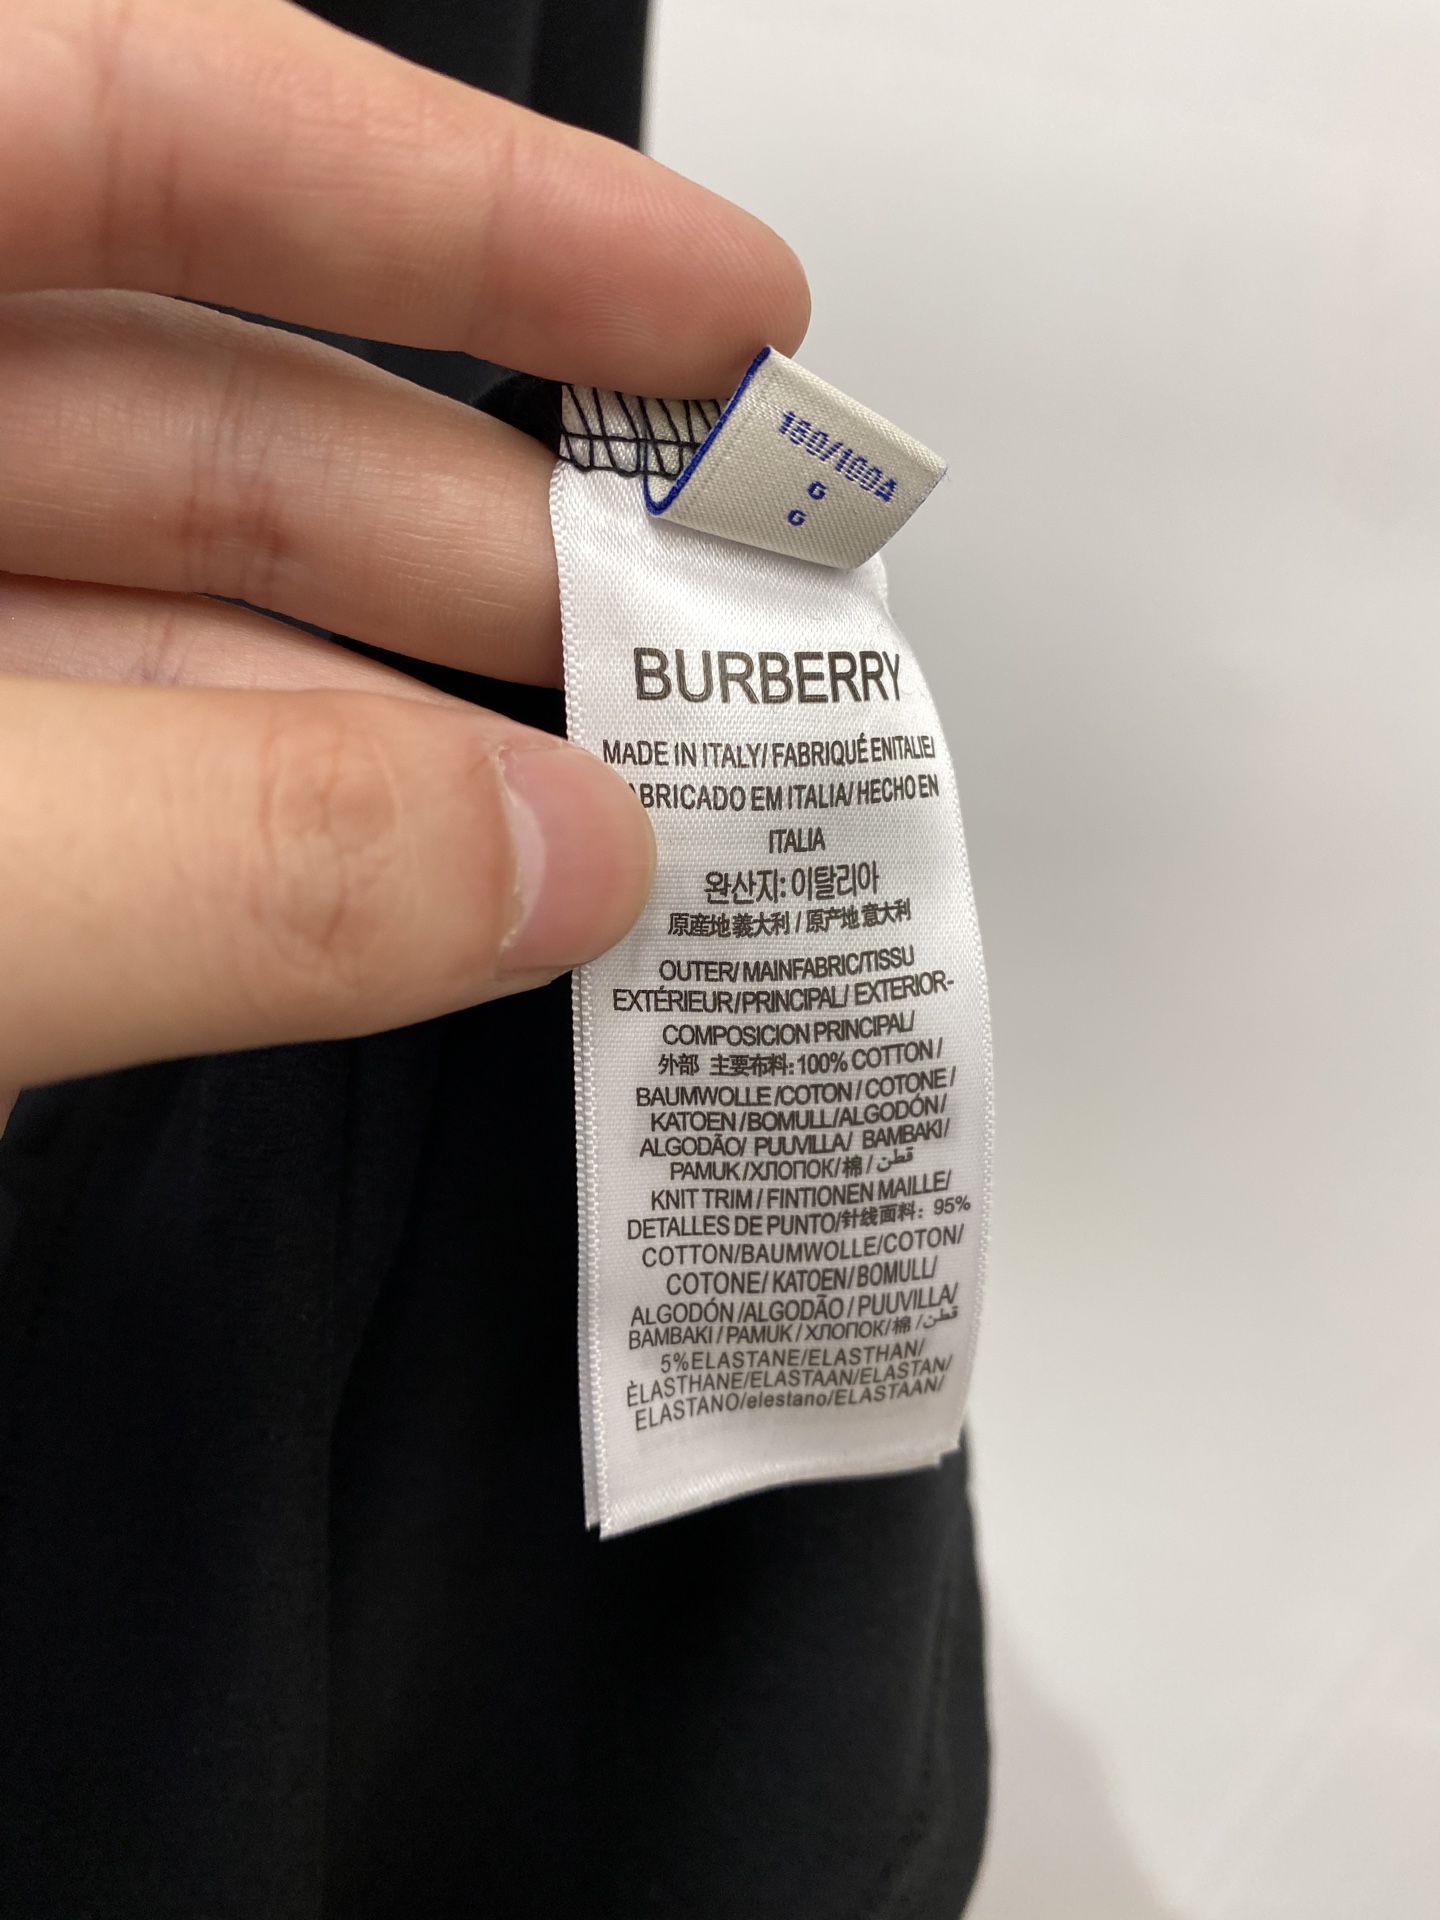 180/100A
G
G
BURBERRY
MADE IN ITALY/ FABRIQUÉ ENITALIE/
ABRICADO EM ITALIA/ HECHO EN
ITALIA
완산지: 이탈리아
原産地義大利 / 原产地意大利
OUTER/ MAINFABRIC/TISSU
EXTÉRIEUR/PRINCIPAL/ EXTERIOR-
COMPOSICION PRINCIPAL/
外部 主要布料: 100% COTTON /
BAUMWOLLE /COTON / COTONE /
KATOEN /BOMULL/ALGODÓN/
ALGODÃO/ PUUVILLA/ BAMBAKI/
PAMUK /ХЛОПОК/棉 / قطن
KNIT TRIM / FINTIONEN MAILLE/
DETALLES DE PUNTO/针线面料: 95%
COTTON/BAUMWOLLE/COTON/
COTONE/ KATOEN/BOMULL/
ALGODÓN /ALGODÃO / PUUVILLA/
BAMBAKI / PAMUK / ХЛОПОК/棉 /قطن
5%ELASTANE/ELASTHAN/
ÈLASTHANE/ELASTAAN/ELASTAN/
ELASTANO/elestano/ELASTAAN/